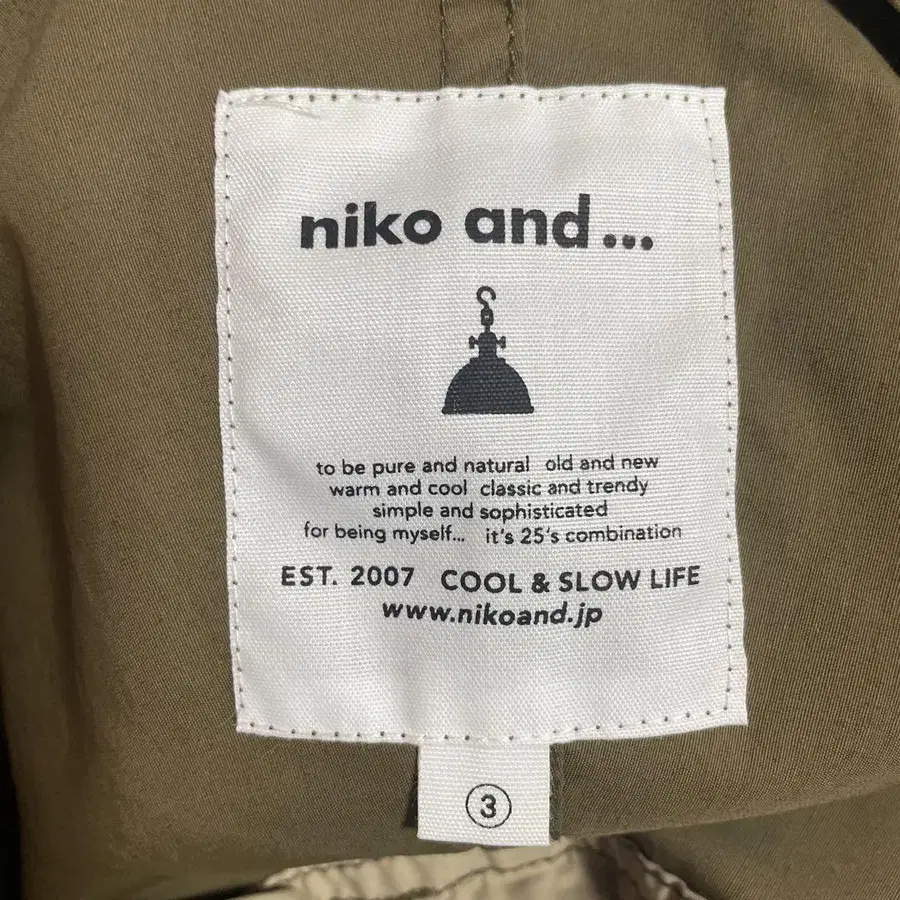 niko and...
to be pure and natural old and new
warm and cool classic and trendy
simple and sophisticated
for being myself... it's 25's combination
EST. 2007 COOL & SLOW LIFE
www.nikoand.jp
3